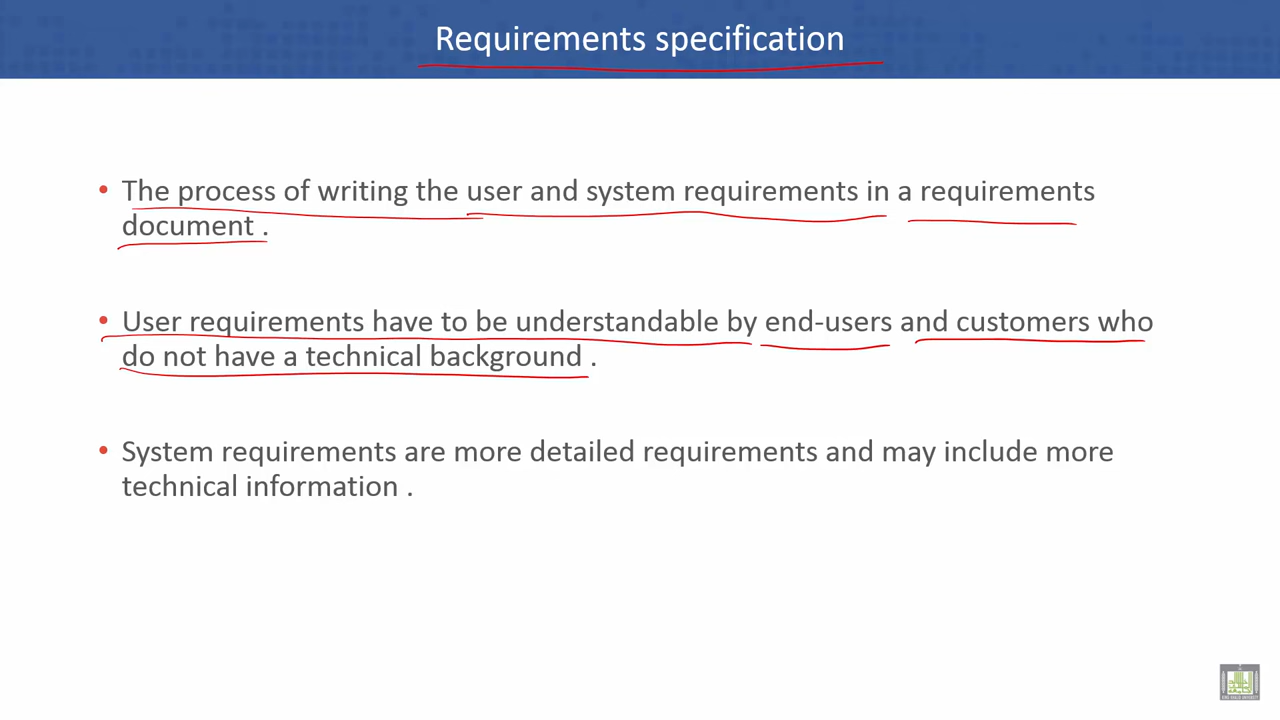 Requirements specification
• The process of writing the user and system requirements in a requirements
document .
• User requirements have to be understandable by end-users and customers who
do not have a technical background .
• System requirements are more detailed requirements and may include more
technical information .